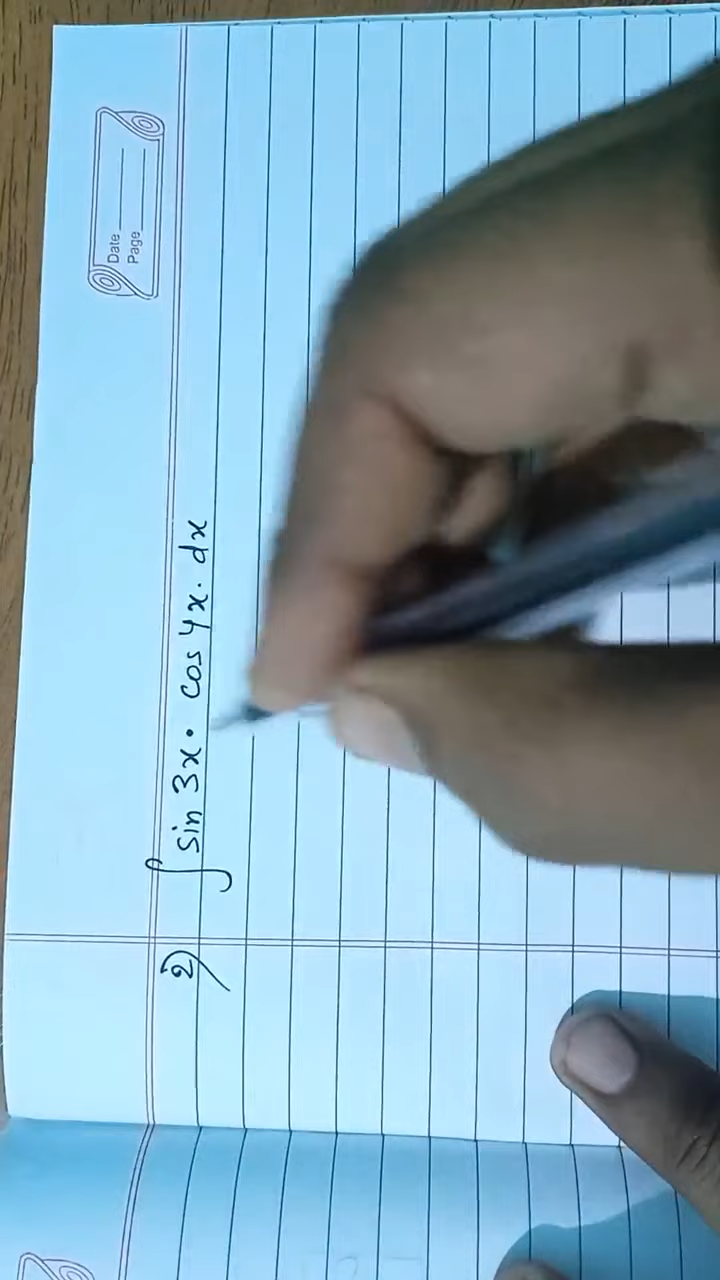 Date
Page
2) ∫ sin 3x · cos 4x · dx